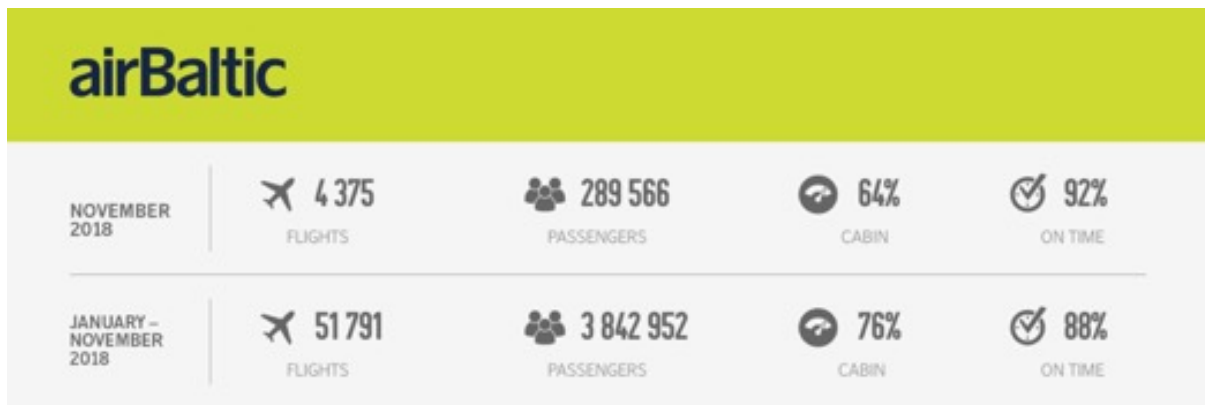 airBaltic
NOVEMBER
2018
4 375
FLIGHTS
289 566
PASSENGERS
64%
CABIN
92%
ON TIME
JANUARY –
NOVEMBER
2018
51 791
FLIGHTS
3 842 952
PASSENGERS
76%
CABIN
88%
ON TIME